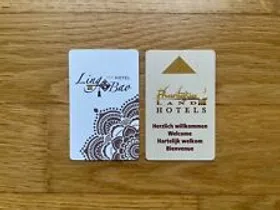 Ling
HOTEL
Bao
Phantasia
LAND
HOTELS
Herzlich willkommen
Welcome
Hartelijk welkom
Bienvenue